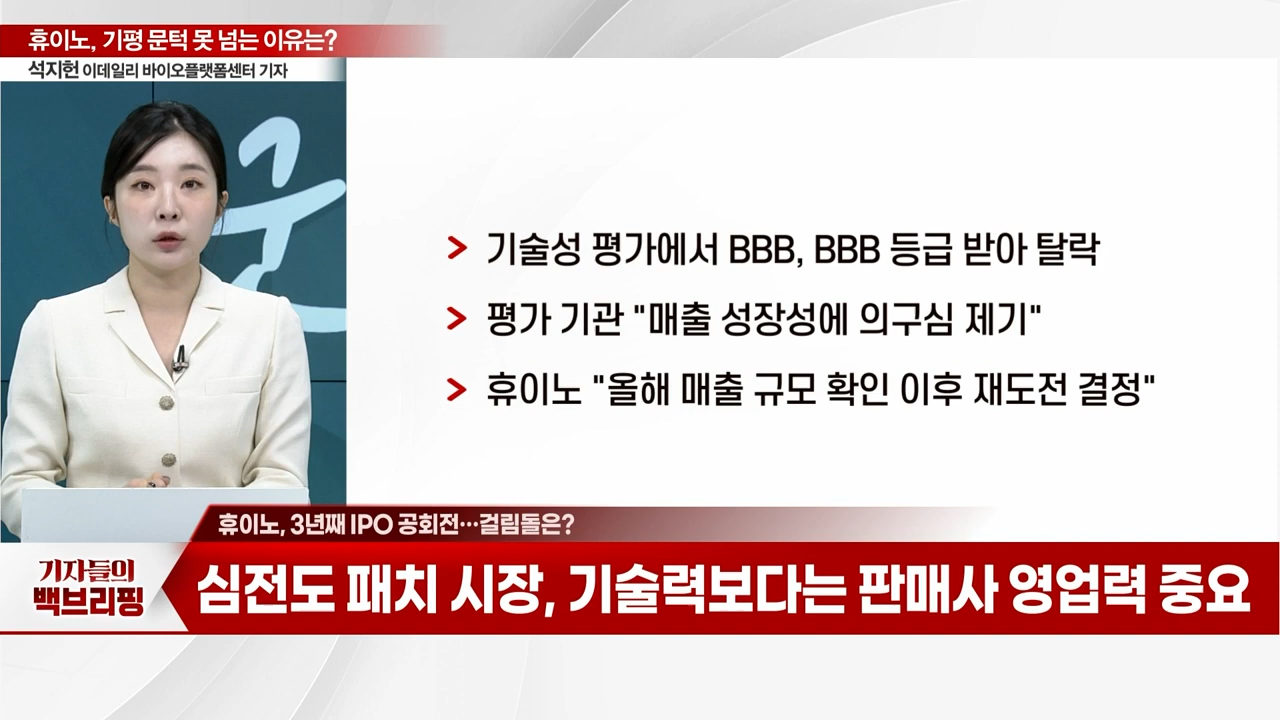 휴이노, 기평 문턱 못 넘는 이유는?
석지헌 이데일리 바이오플랫폼센터 기자
> 기술성 평가에서 BBB, BBB 등급 받아 탈락
> 평가 기관 "매출 성장성에 의구심 제기"
> 휴이노 "올해 매출 규모 확인 이후 재도전 결정"
휴이노, 3년째 IPO 공회전…걸림돌은?
기자들의
백브리핑
심전도 패치 시장, 기술력보다는 판매사 영업력 중요